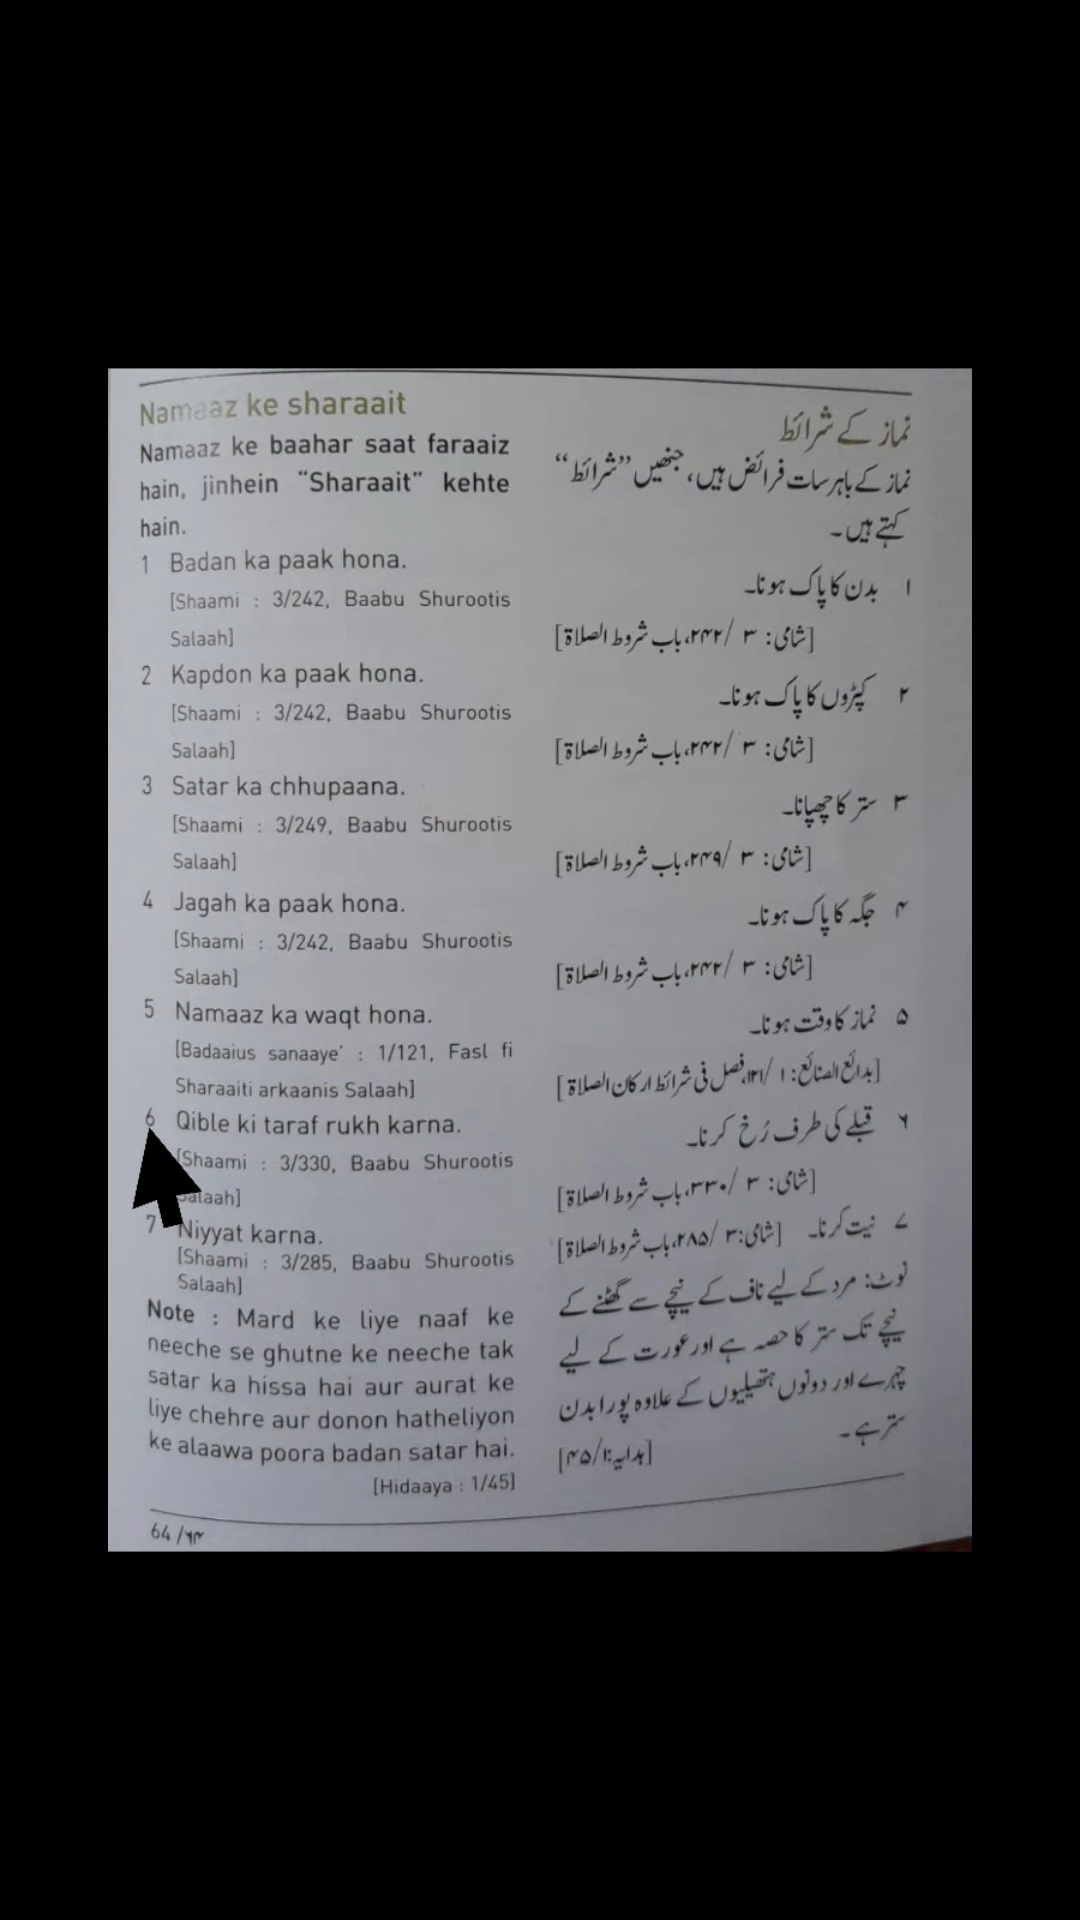 Namaaz ke sharaait
Namaaz ke baahar saat faraaiz
hain, jinhein “Sharaait” kehte
hain.
1 Badan ka paak hona.
[Shaami : 3/242, Baabu Shurootis
Salaah]
2 Kapdon ka paak hona.
[Shaami : 3/242, Baabu Shurootis
Salaah]
3 Satar ka chhupaana.
[Shaami : 3/249, Baabu Shurootis
Salaah]
4 Jagah ka paak hona.
[Shaami : 3/242, Baabu Shurootis
Salaah]
5 Namaaz ka waqt hona.
[Badaaius sanaaye' : 1/121, Fasl fi
Sharaaiti arkaanis Salaah]
6 Qible ki taraf rukh karna.
[Shaami : 3/330, Baabu Shurootis
Salaah]
7 Niyyat karna.
[Shaami : 3/285, Baabu Shurootis
Salaah]
Note : Mard ke liye naaf ke
neeche se ghutne ke neeche tak
satar ka hissa hai aur aurat ke
liye chehre aur donon hatheliyon
ke alaawa poora badan satar hai.
[Hidaaya : 1/45]
نماز کے شرائط
نماز کے باہر سات فرائض ہیں، جنھیں ”شرائط“
کہتے ہیں۔
۱ بدن کا پاک ہونا۔
[شامی: ۳ /۲۴۲، باب شروط الصلاۃ]
۲ کپڑوں کا پاک ہونا۔
[شامی: ۳ /۲۴۲، باب شروط الصلاۃ]
۳ ستر کا چھپانا۔
[شامی: ۳ /۲۴۹، باب شروط الصلاۃ]
۴ جگہ کا پاک ہونا۔
[شامی: ۳ /۲۴۲، باب شروط الصلاۃ]
۵ نماز کا وقت ہونا۔
[بدائع الصنائع: ۱ /۱۲۱، فصل فی شرائط ارکان الصلاۃ]
۶ قبلے کی طرف رُخ کرنا۔
[شامی: ۳ /۳۳۰، باب شروط الصلاۃ]
۷ نیت کرنا۔ [شامی: ۳ /۲۸۵، باب شروط الصلاۃ]
نوٹ: مرد کے لیے ناف کے نیچے سے گھٹنے کے
نیچے تک ستر کا حصہ ہے اور عورت کے لیے
چہرے اور دونوں ہتھیلیوں کے علاوہ پورا بدن
ستر ہے۔
[ہدایہ: ۱/۴۵]
64 /۶۴